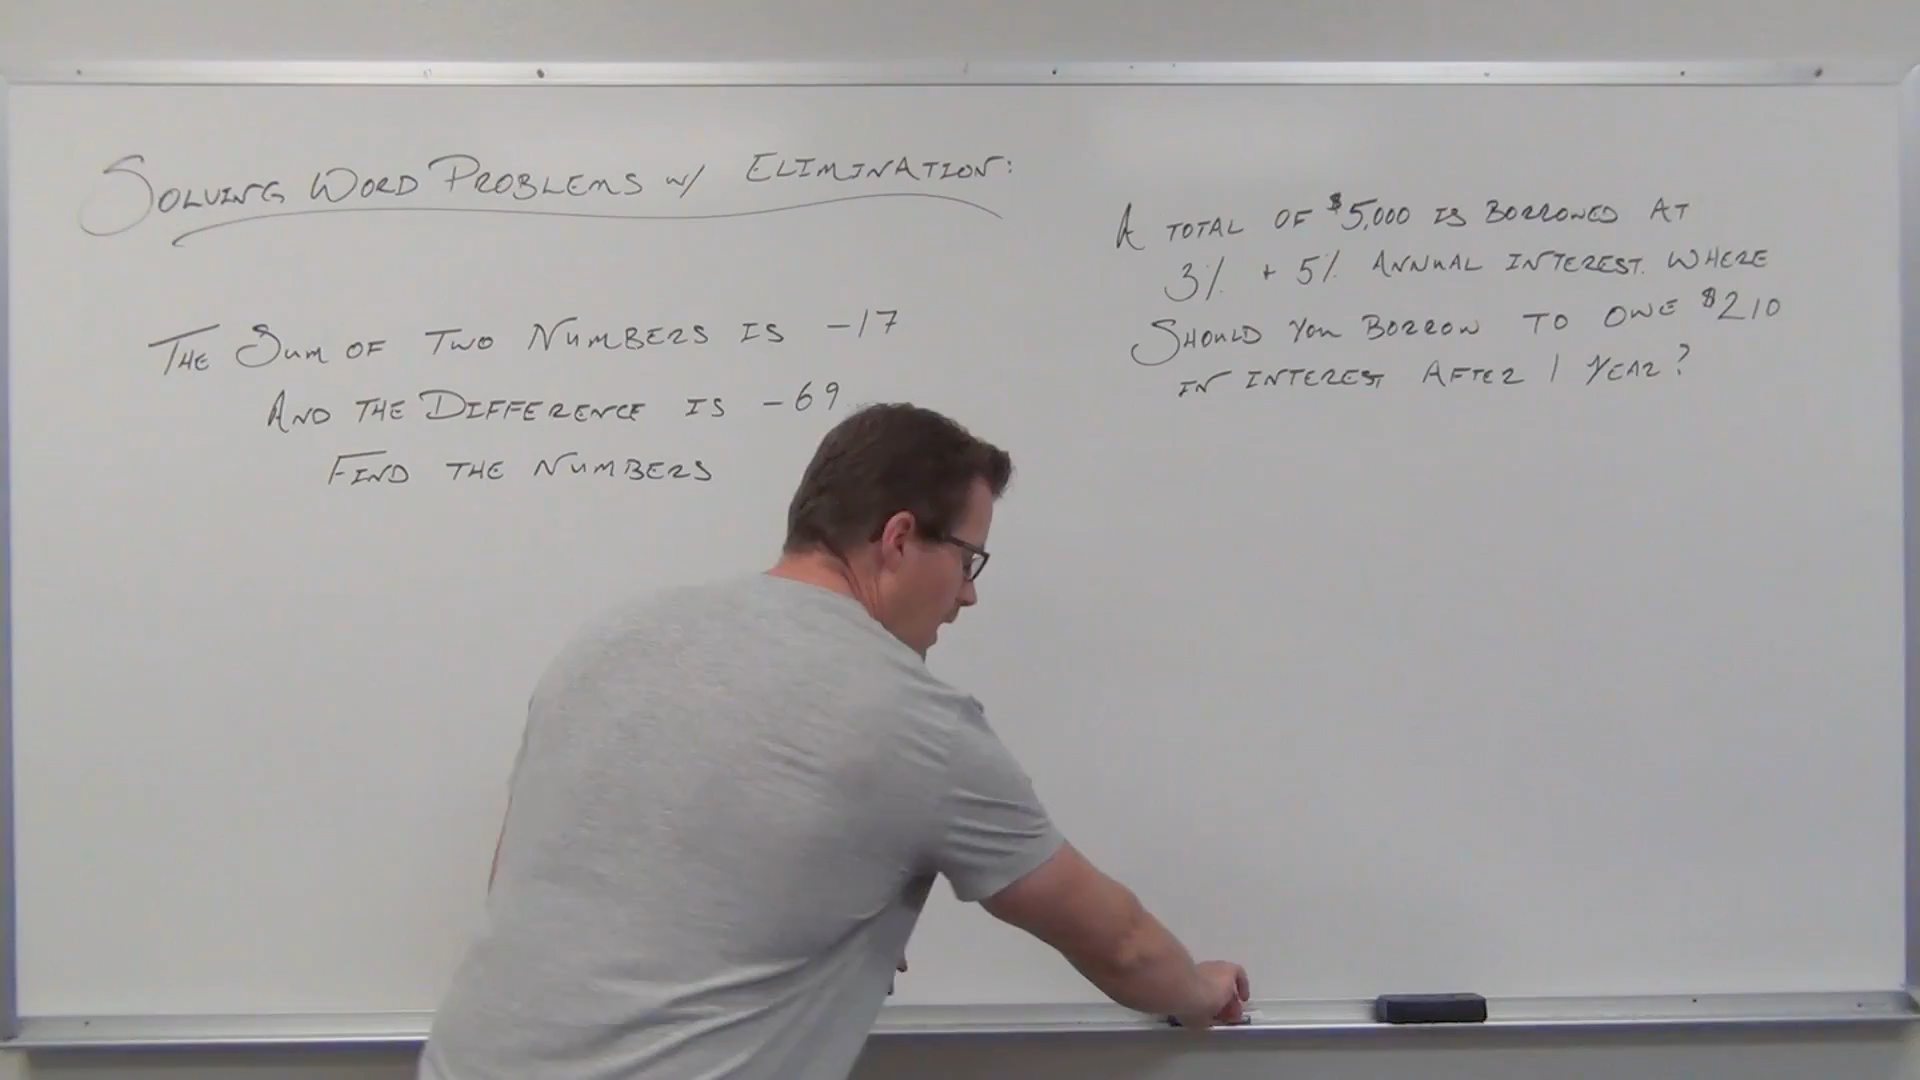 SOLVING WORD PROBLEMS W/ ELIMINATION:
THE SUM OF TWO NUMBERS IS -17
AND THE DIFFERENCE IS -69
FIND THE NUMBERS
A TOTAL OF $5,000 IS BORROWED AT
3% + 5% ANNUAL INTEREST. WHERE
SHOULD YOU BORROW TO OWE $210
IN INTEREST AFTER 1 YEAR?